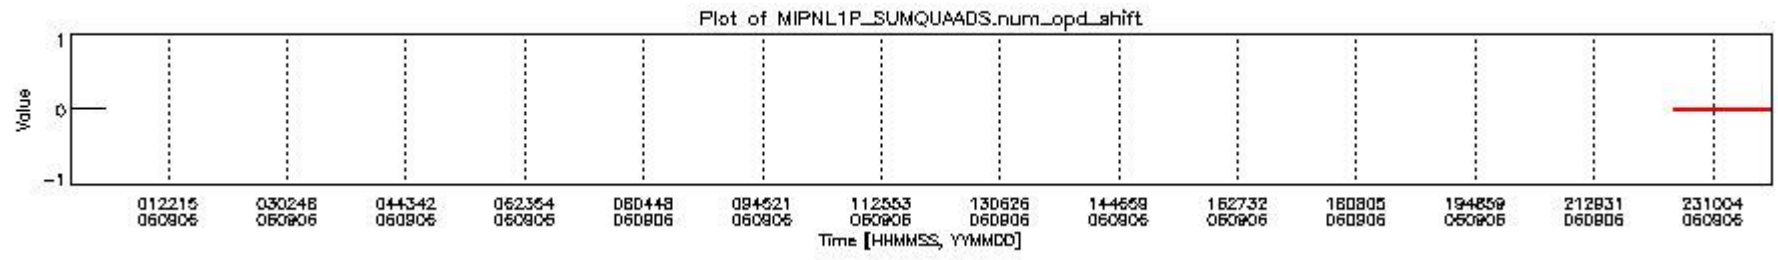 Plot of MIPNL1P_SUMQUAADS.num_opd_shift
1
Value
0
-1
012215 030248 044342 062354 080448 094521 112553 130626 144659 162732 180805 194859 212931 231004
060906 060906 060906 060906 060906 060906 060906 060906 060906 060906 060906 060906 060906 060906
Time [HHMMSS, YYMMDD]